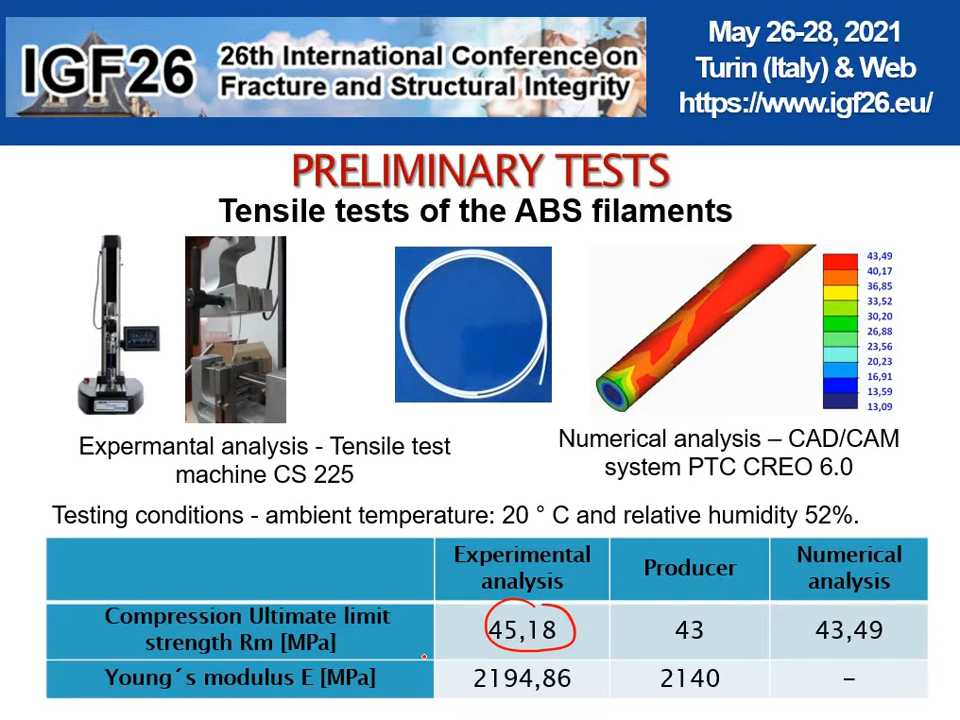 IGF26
26th International Conference on
Fracture and Structural Integrity
May 26-28, 2021
Turin (Italy) & Web
https://www.igf26.eu/
PRELIMINARY TESTS
Tensile tests of the ABS filaments
43,49
40,17
36,85
33,52
30,20
26,88
23,56
20,23
16,91
13,59
13,09
Expermantal analysis - Tensile test
machine CS 225
Numerical analysis – CAD/CAM
system PTC CREO 6.0
Testing conditions - ambient temperature: 20 ° C and relative humidity 52%.
Experimental analysis Producer Numerical analysis
Compression Ultimate limit strength Rm [MPa] 45,18 43 43,49
Young´s modulus E [MPa] 2194,86 2140 –